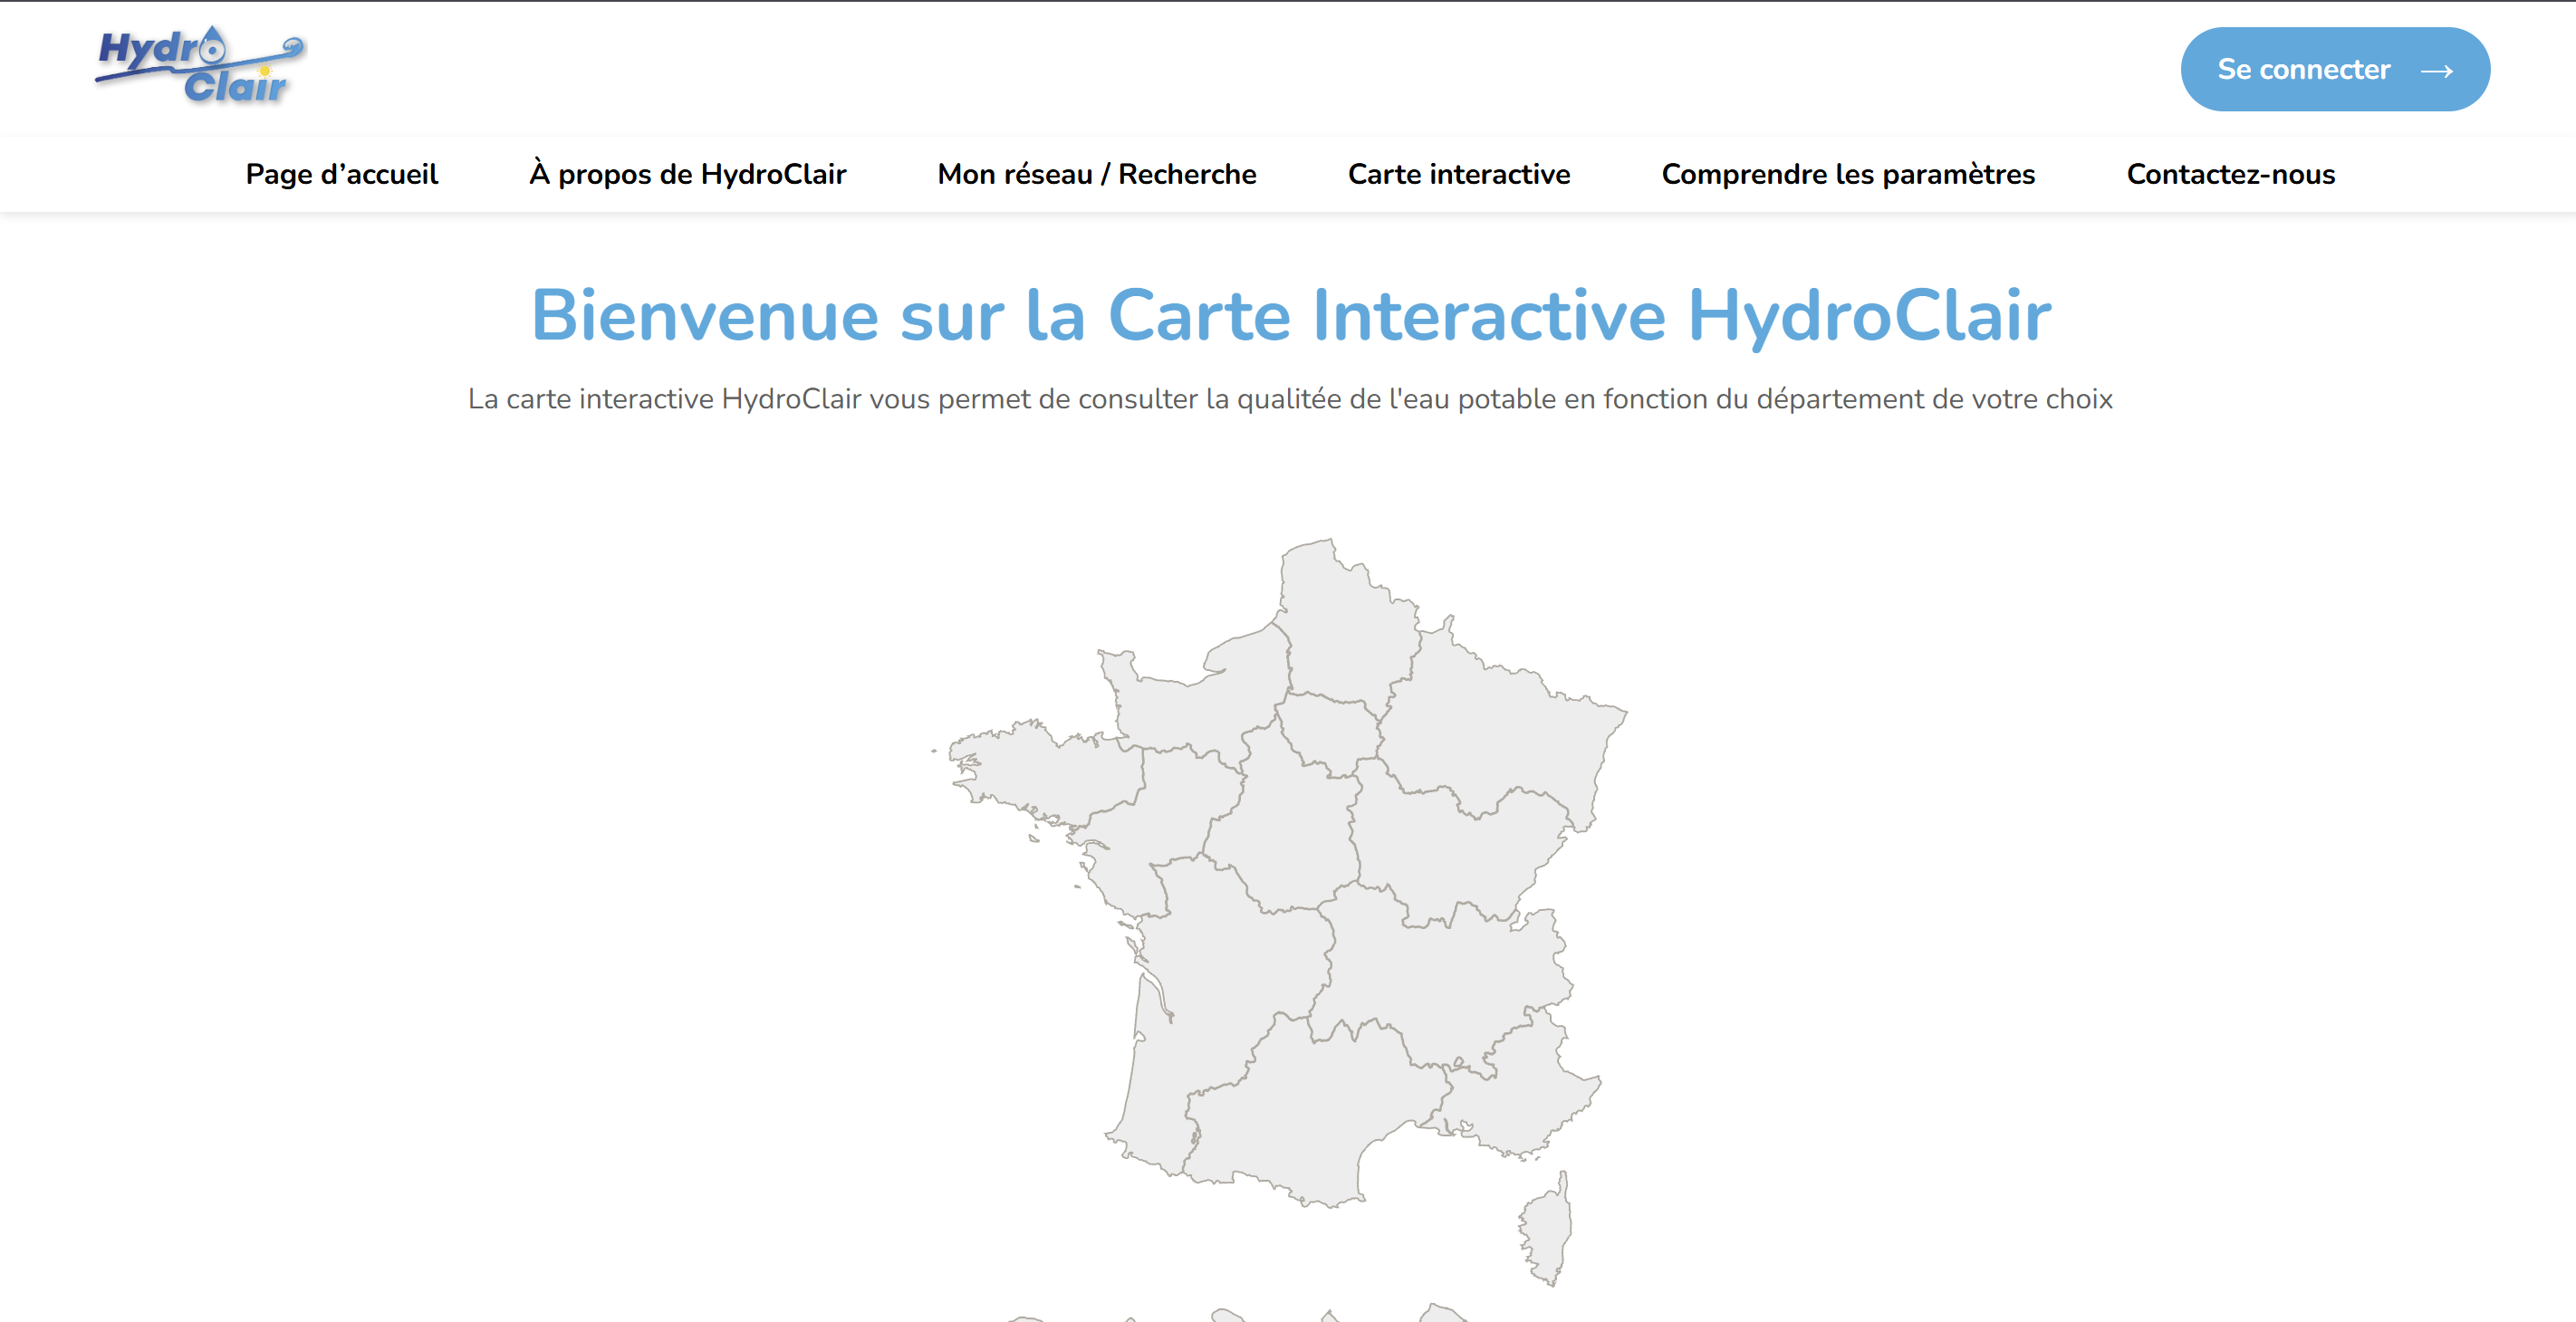 Hydro
Clair
Se connecter →
Page d’accueil À propos de HydroClair Mon réseau / Recherche Carte interactive Comprendre les paramètres Contactez-nous
Bienvenue sur la Carte Interactive HydroClair
La carte interactive HydroClair vous permet de consulter la qualitée de l'eau potable en fonction du département de votre choix